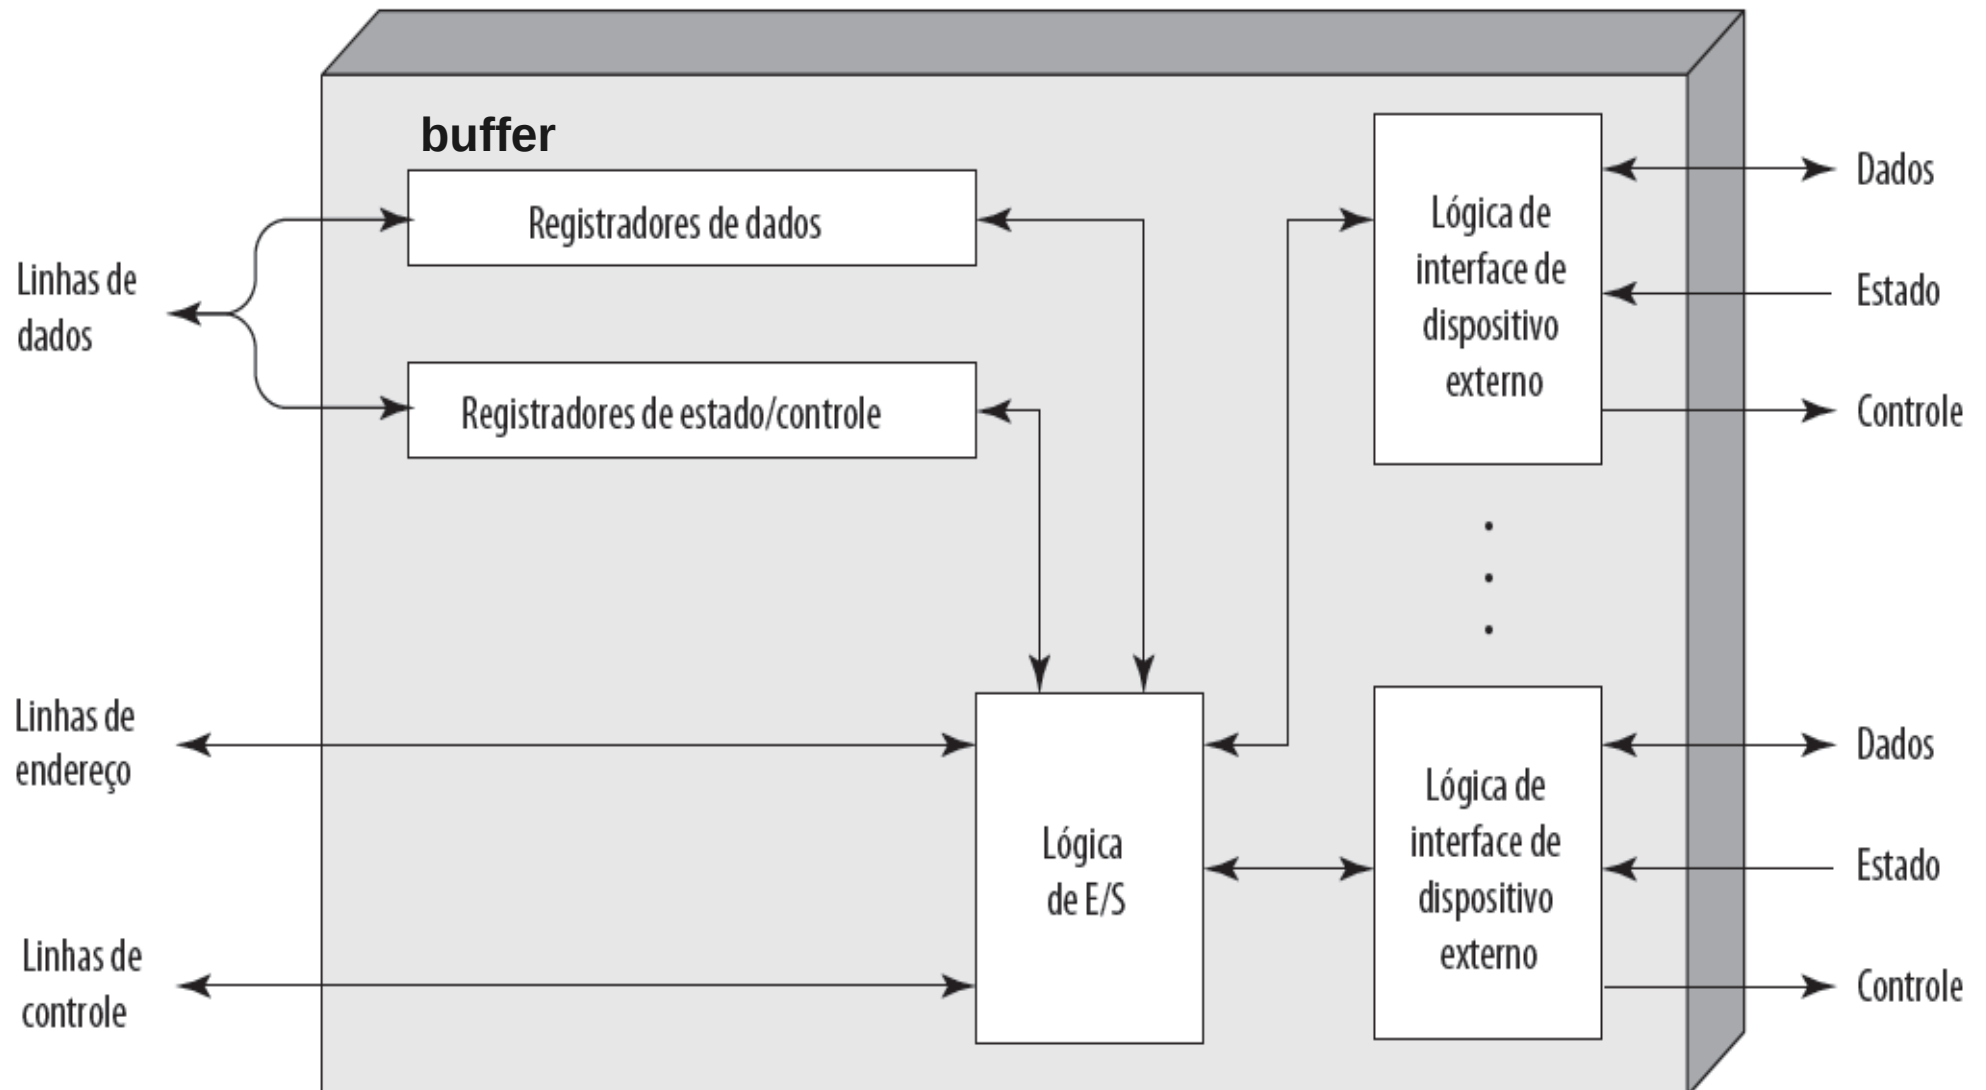 buffer
Registradores de dados
Linhas de
dados
Registradores de estado/controle
Linhas de
endereço
Linhas de
controle
Lógica
de E/S
Lógica de
interface de
dispositivo
externo
Dados
Estado
Controle
Lógica de
interface de
dispositivo
externo
Dados
Estado
Controle